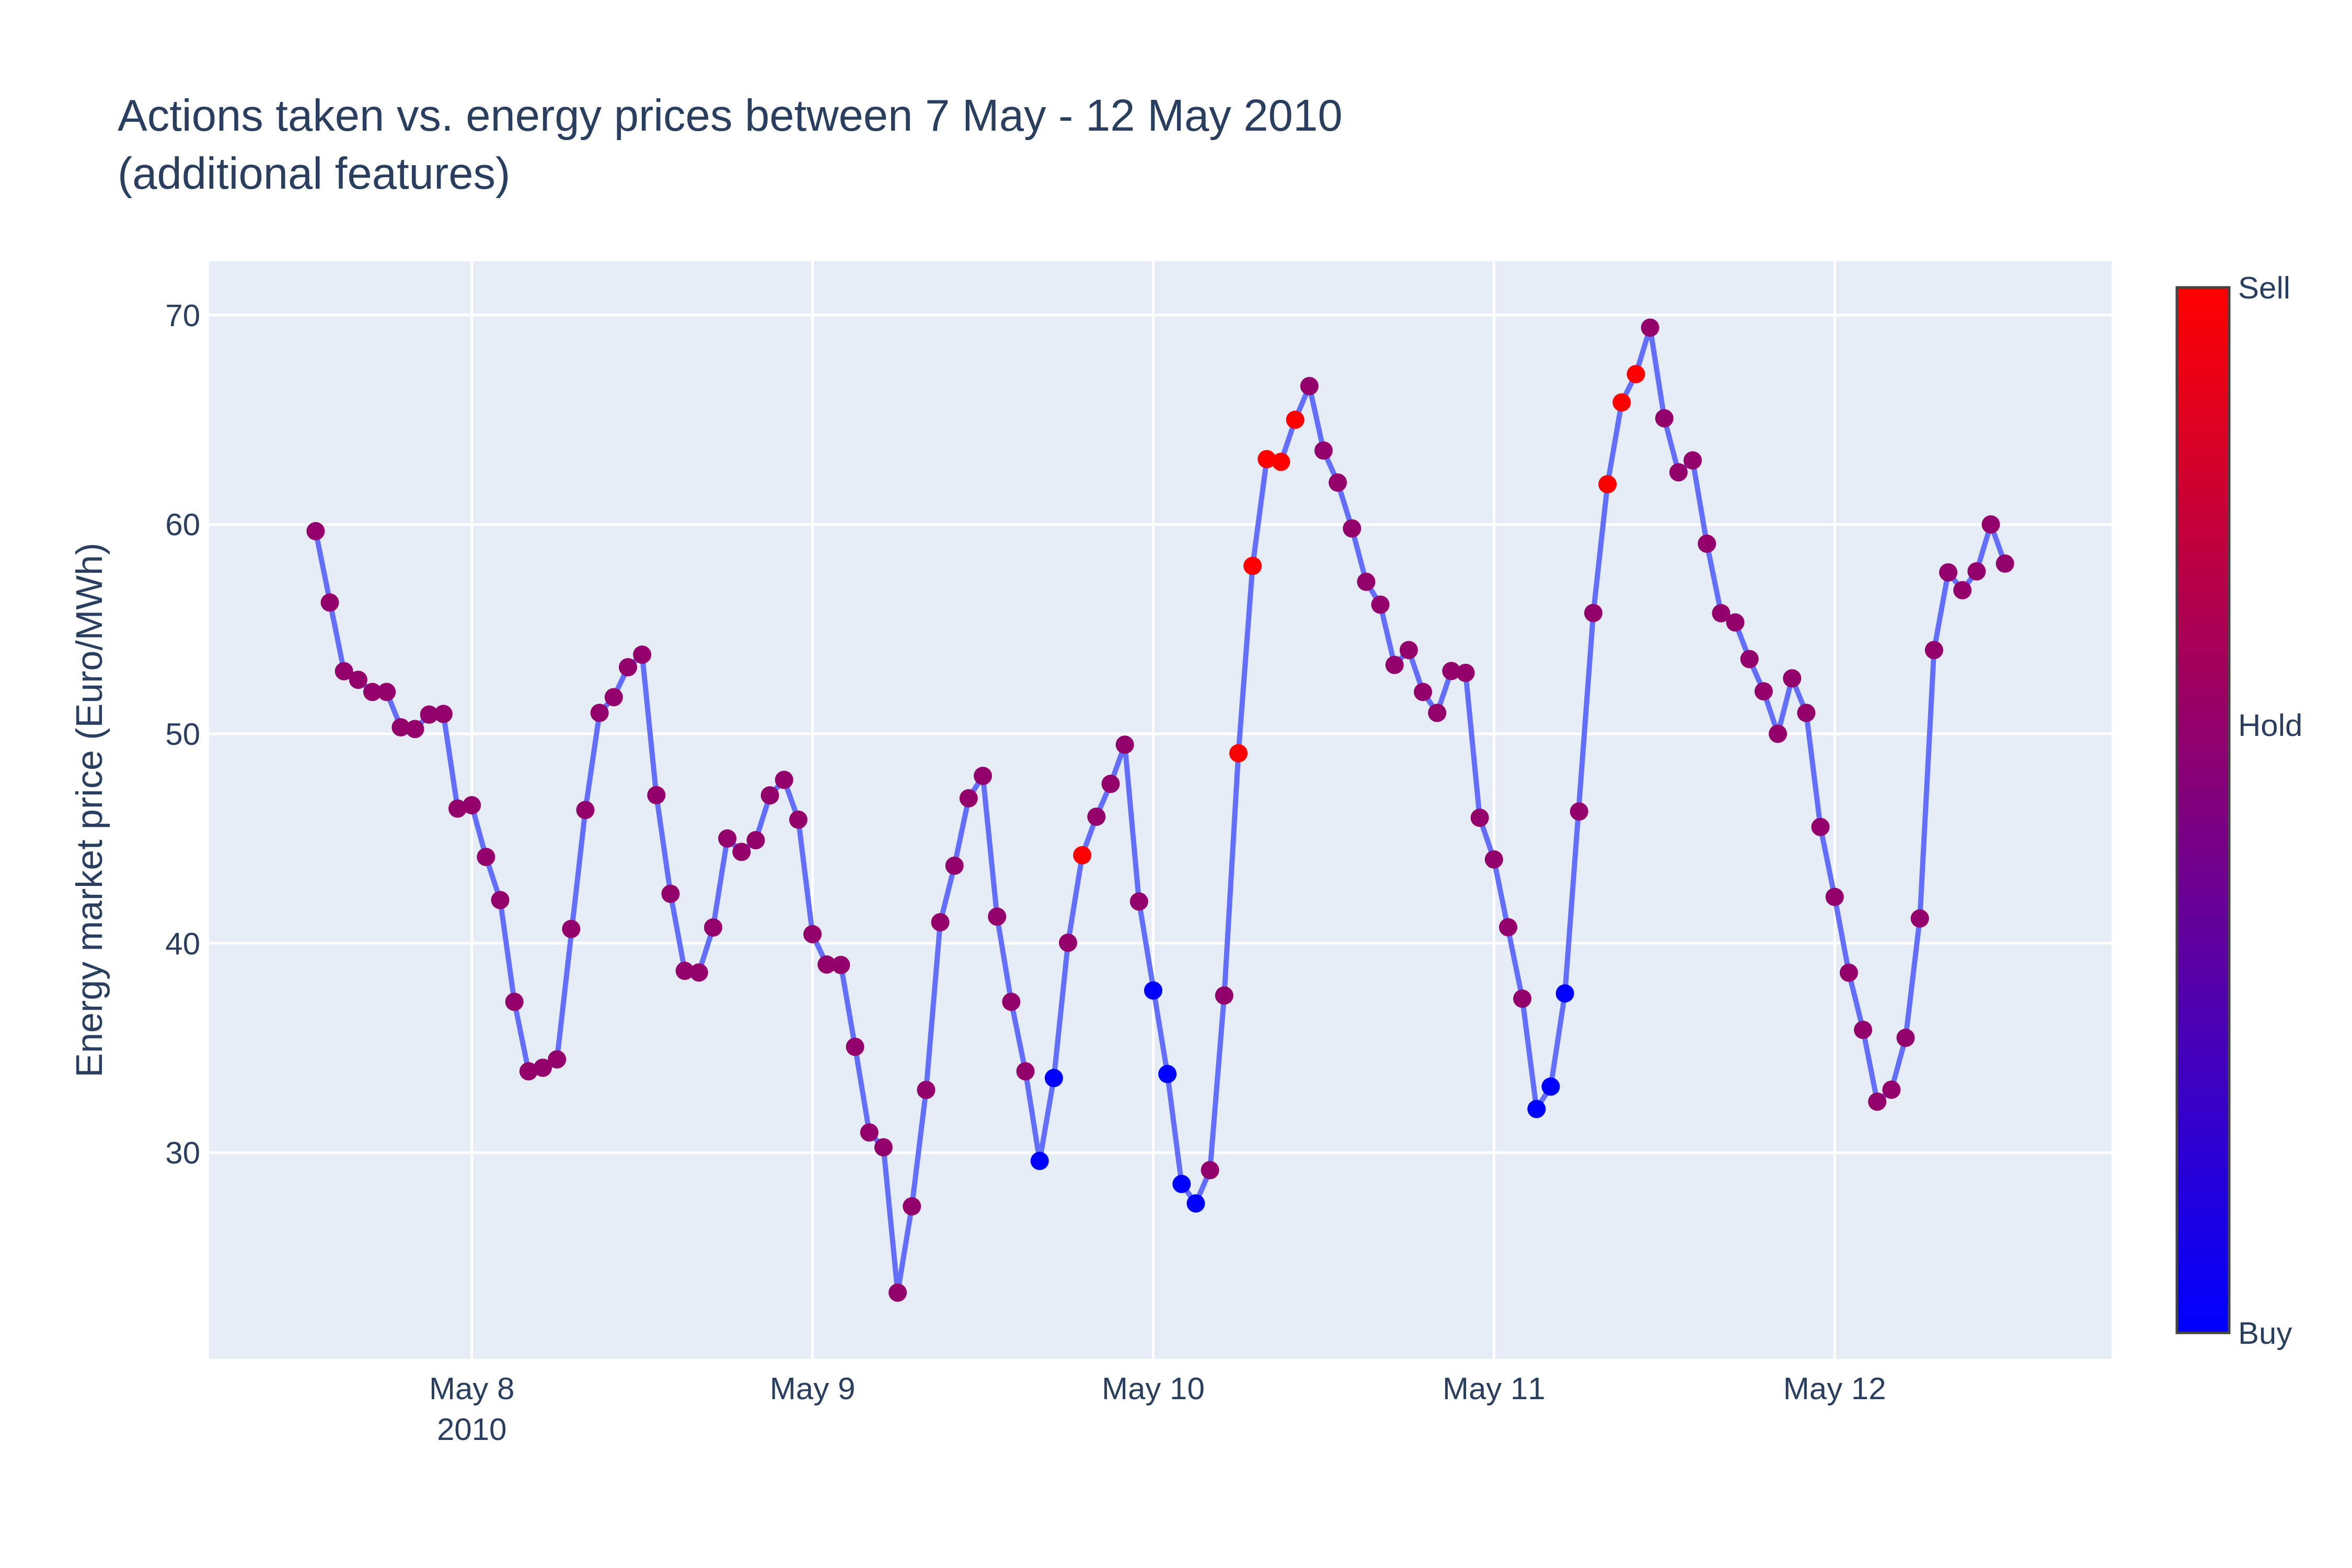 Actions taken vs. energy prices between 7 May - 12 May 2010
(additional features)
Energy market price (Euro/MWh)
70
60
50
40
30
May 8
2010
May 9
May 10
May 11
May 12
Sell
Hold
Buy